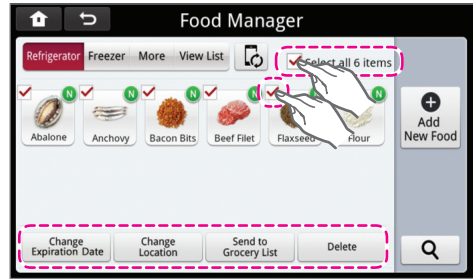 Food Manager
Refrigerator Freezer More View List
Select all 6 items
N N N N N N
Abalone Anchovy Bacon Bits Beef Filet Flaxseed Flour
Add
New Food
Change
Expiration Date
Change
Location
Send to
Grocery List
Delete